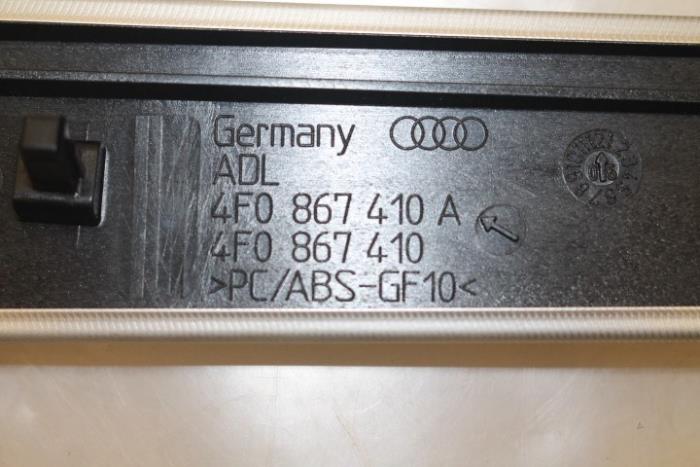 Germany
ADL
4F0 867 410 A
4F0 867 410
>PC/ABS-GF10<